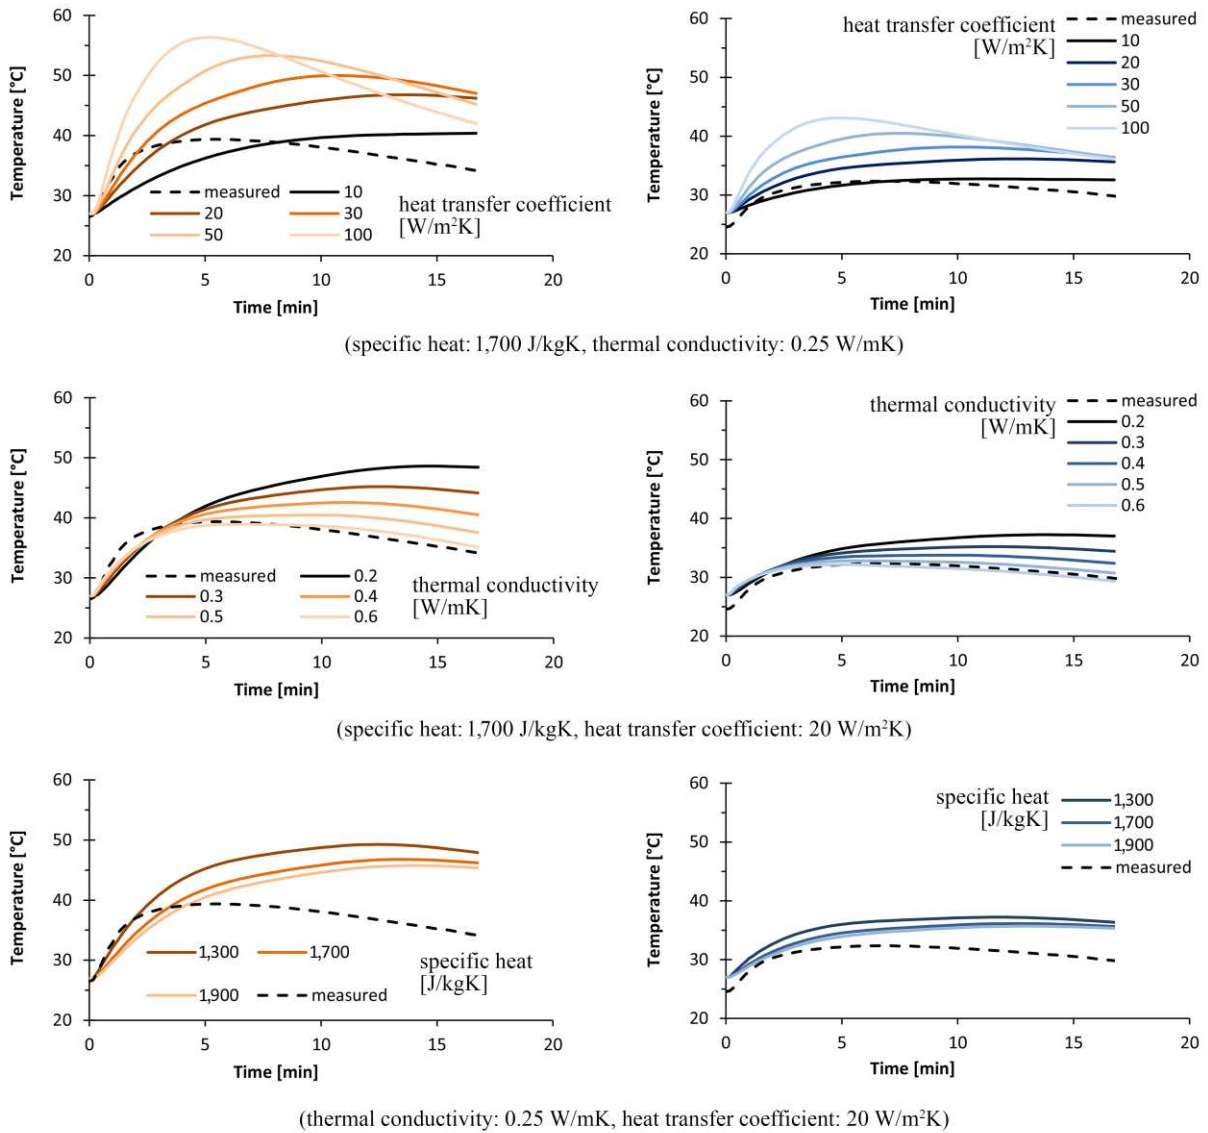 60
50
40
30
20
Temperature [°C]
measured
10
20
30
50
100
heat transfer coefficient
[W/m²K]
0
5
10
15
20
Time [min]
60
50
40
30
20
Temperature [°C]
heat transfer coefficient
[W/m²K]
measured
10
20
30
50
100
0
5
10
15
20
Time [min]
(specific heat: 1,700 J/kgK, thermal conductivity: 0.25 W/mK)
60
50
40
30
20
Temperature [°C]
measured
0.2
0.3
0.4
0.5
0.6
thermal conductivity
[W/mK]
0
5
10
15
20
Time [min]
60
50
40
30
20
Temperature [°C]
thermal conductivity
[W/mK]
measured
0.2
0.3
0.4
0.5
0.6
0
5
10
15
20
Time [min]
(specific heat: 1,700 J/kgK, heat transfer coefficient: 20 W/m²K)
60
50
40
30
20
Temperature [°C]
1,300
1,700
1,900
measured
specific heat
[J/kgK]
0
5
10
15
20
Time [min]
60
50
40
30
20
Temperature [°C]
specific heat
[J/kgK]
1,300
1,700
1,900
measured
0
5
10
15
20
Time [min]
(thermal conductivity: 0.25 W/mK, heat transfer coefficient: 20 W/m²K)